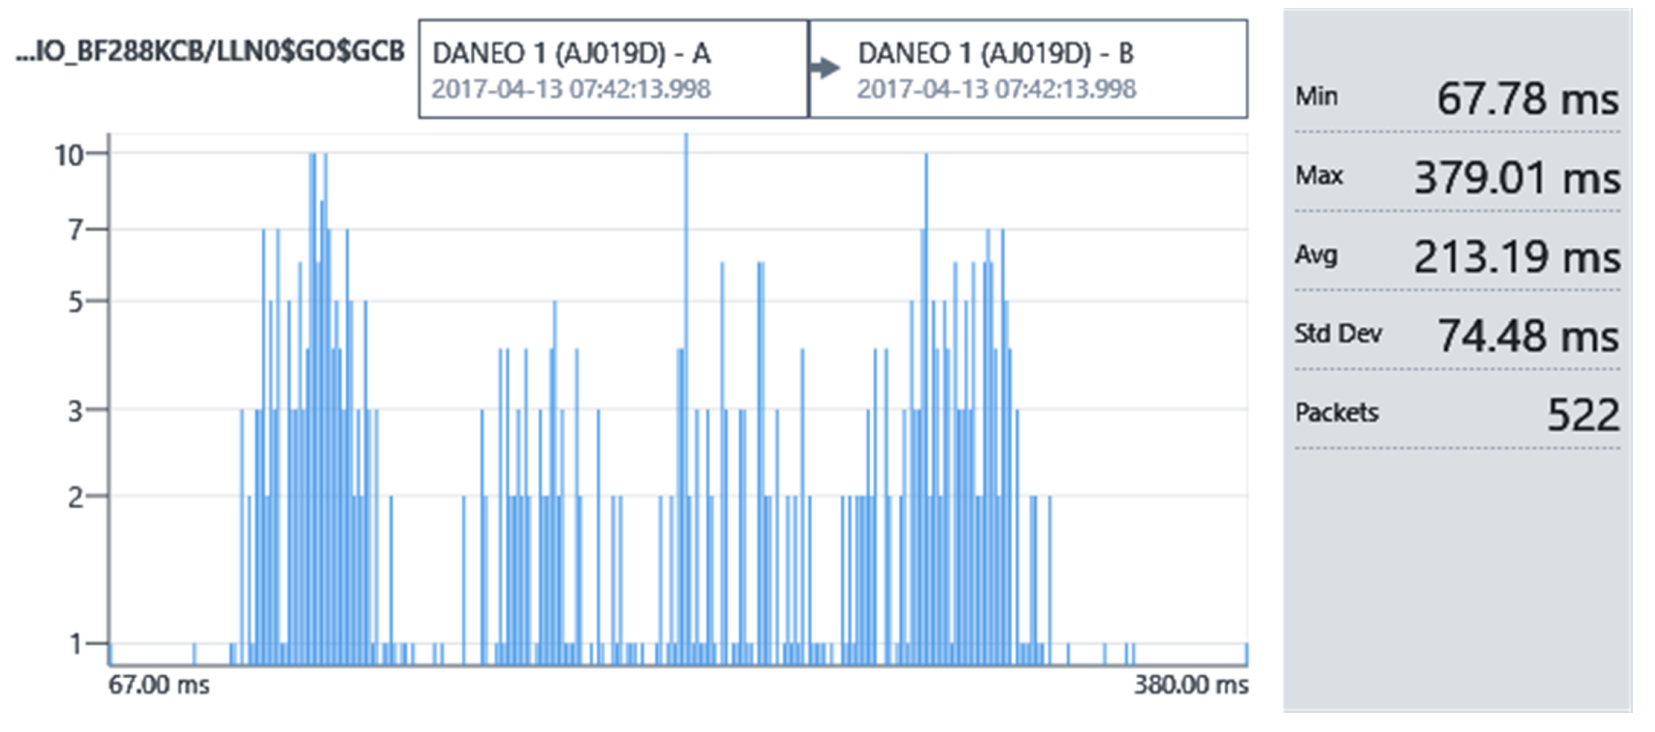 ...IO_BF288KCB/LLN0$GO$GCB
DANEO 1 (AJ019D) - A
2017-04-13 07:42:13.998
DANEO 1 (AJ019D) - B
2017-04-13 07:42:13.998
10
7
5
3
2
1
67.00 ms
380.00 ms
Min 67.78 ms
Max 379.01 ms
Avg 213.19 ms
Std Dev 74.48 ms
Packets 522